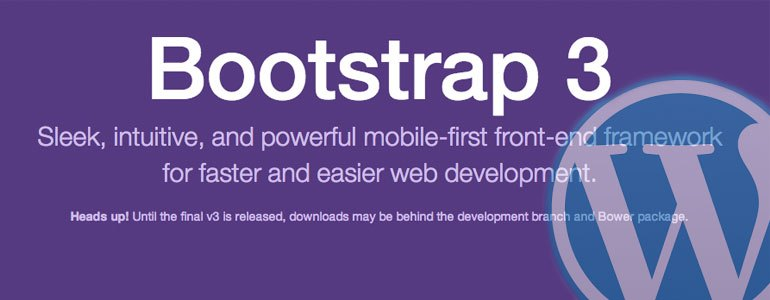 Bootstrap 3
Sleek, intuitive, and powerful mobile-first front-end framework
for faster and easier web development.
Heads up! Until the final v3 is released, downloads may be behind the development branch and Bower package.
W